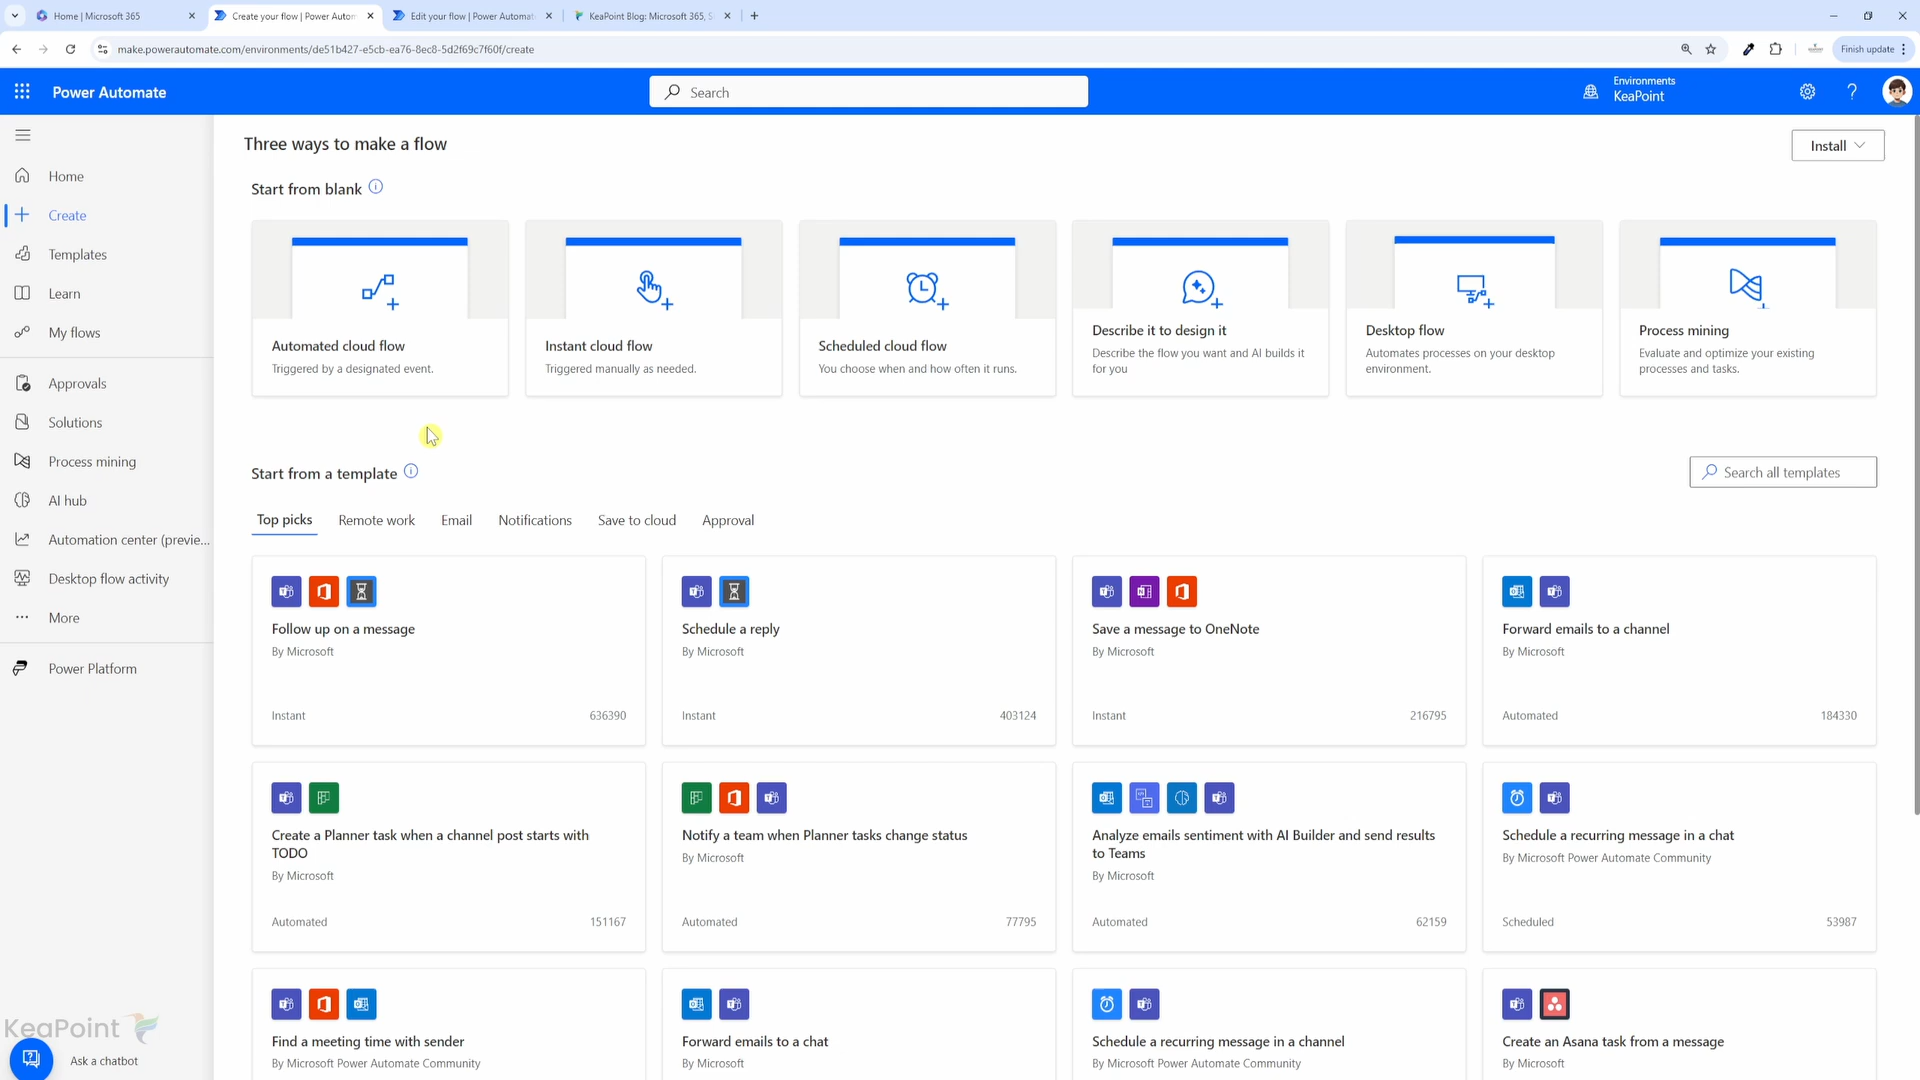 Home | Microsoft 365
Create your flow | Power Autom
Edit your flow | Power Automat
KeaPoint Blog: Microsoft 365, S
make.powerautomate.com/environments/de51b427-e5cb-ea76-8ec8-5d2f69c7f60f/create
Finish update
Power Automate
Search
Environments
KeaPoint
Home
Create
Templates
Learn
My flows
Approvals
Solutions
Process mining
AI hub
Automation center (previe...
Desktop flow activity
More
Power Platform
KeaPoint
Ask a chatbot
Three ways to make a flow
Install
Start from blank
Automated cloud flow
Triggered by a designated event.
Instant cloud flow
Triggered manually as needed.
Scheduled cloud flow
You choose when and how often it runs.
Describe it to design it
Describe the flow you want and AI builds it
for you
Desktop flow
Automates processes on your desktop
environment.
Process mining
Evaluate and optimize your existing
processes and tasks.
Start from a template
Search all templates
Top picks
Remote work
Email
Notifications
Save to cloud
Approval
Follow up on a message
By Microsoft
Instant
636390
Schedule a reply
By Microsoft
Instant
403124
Save a message to OneNote
By Microsoft
Instant
216795
Forward emails to a channel
By Microsoft
Automated
184330
Create a Planner task when a channel post starts with
TODO
By Microsoft
Automated
151167
Notify a team when Planner tasks change status
By Microsoft
Automated
77795
Analyze emails sentiment with AI Builder and send results
to Teams
By Microsoft
Automated
62159
Schedule a recurring message in a chat
By Microsoft Power Automate Community
Scheduled
53987
Find a meeting time with sender
By Microsoft Power Automate Community
Forward emails to a chat
By Microsoft
Schedule a recurring message in a channel
By Microsoft Power Automate Community
Create an Asana task from a message
By Microsoft